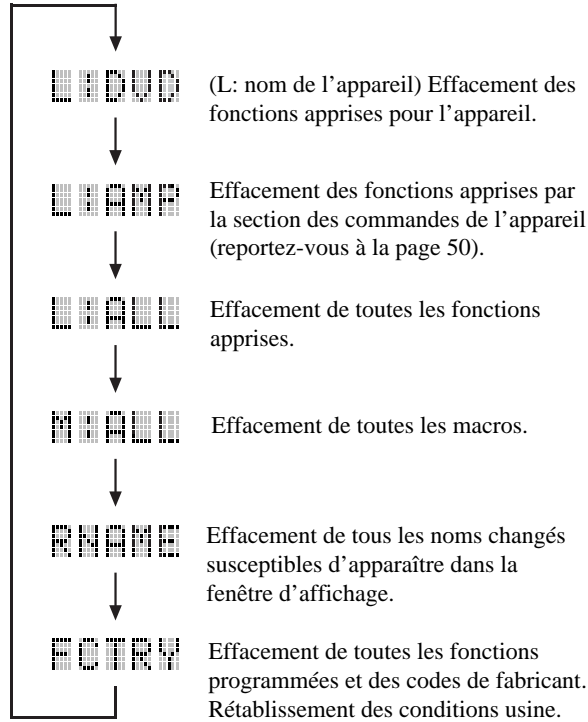 L:DVD
(L: nom de l’appareil) Effacement des
fonctions apprises pour l’appareil.
L:AMP
Effacement des fonctions apprises par
la section des commandes de l’appareil
(reportez-vous à la page 50).
L:ALL
Effacement de toutes les fonctions
apprises.
M:ALL
Effacement de toutes les macros.
RNAME
Effacement de tous les noms changés
susceptibles d’apparaître dans la
fenêtre d’affichage.
FCTRY
Effacement de toutes les fonctions
programmées et des codes de fabricant.
Rétablissement des conditions usine.